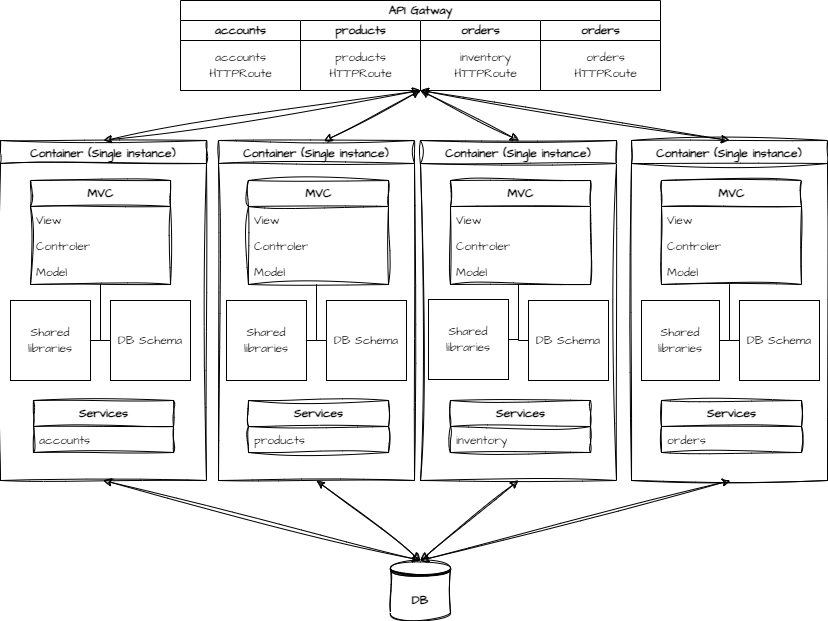 API Gatway
accounts products orders orders
accounts products inventory orders
HTTPRoute HTTPRoute HTTPRoute HTTPRoute
Container (Single instance) Container (Single instance) Container (Single instance) Container (Single instance)
MVC MVC MVC MVC
View View View View
Controler Controler Controler Controler
Model Model Model Model
Shared Shared Shared Shared
libraries DB Schema libraries DB Schema libraries DB Schema libraries DB Schema
Services Services Services Services
accounts products inventory orders
DB